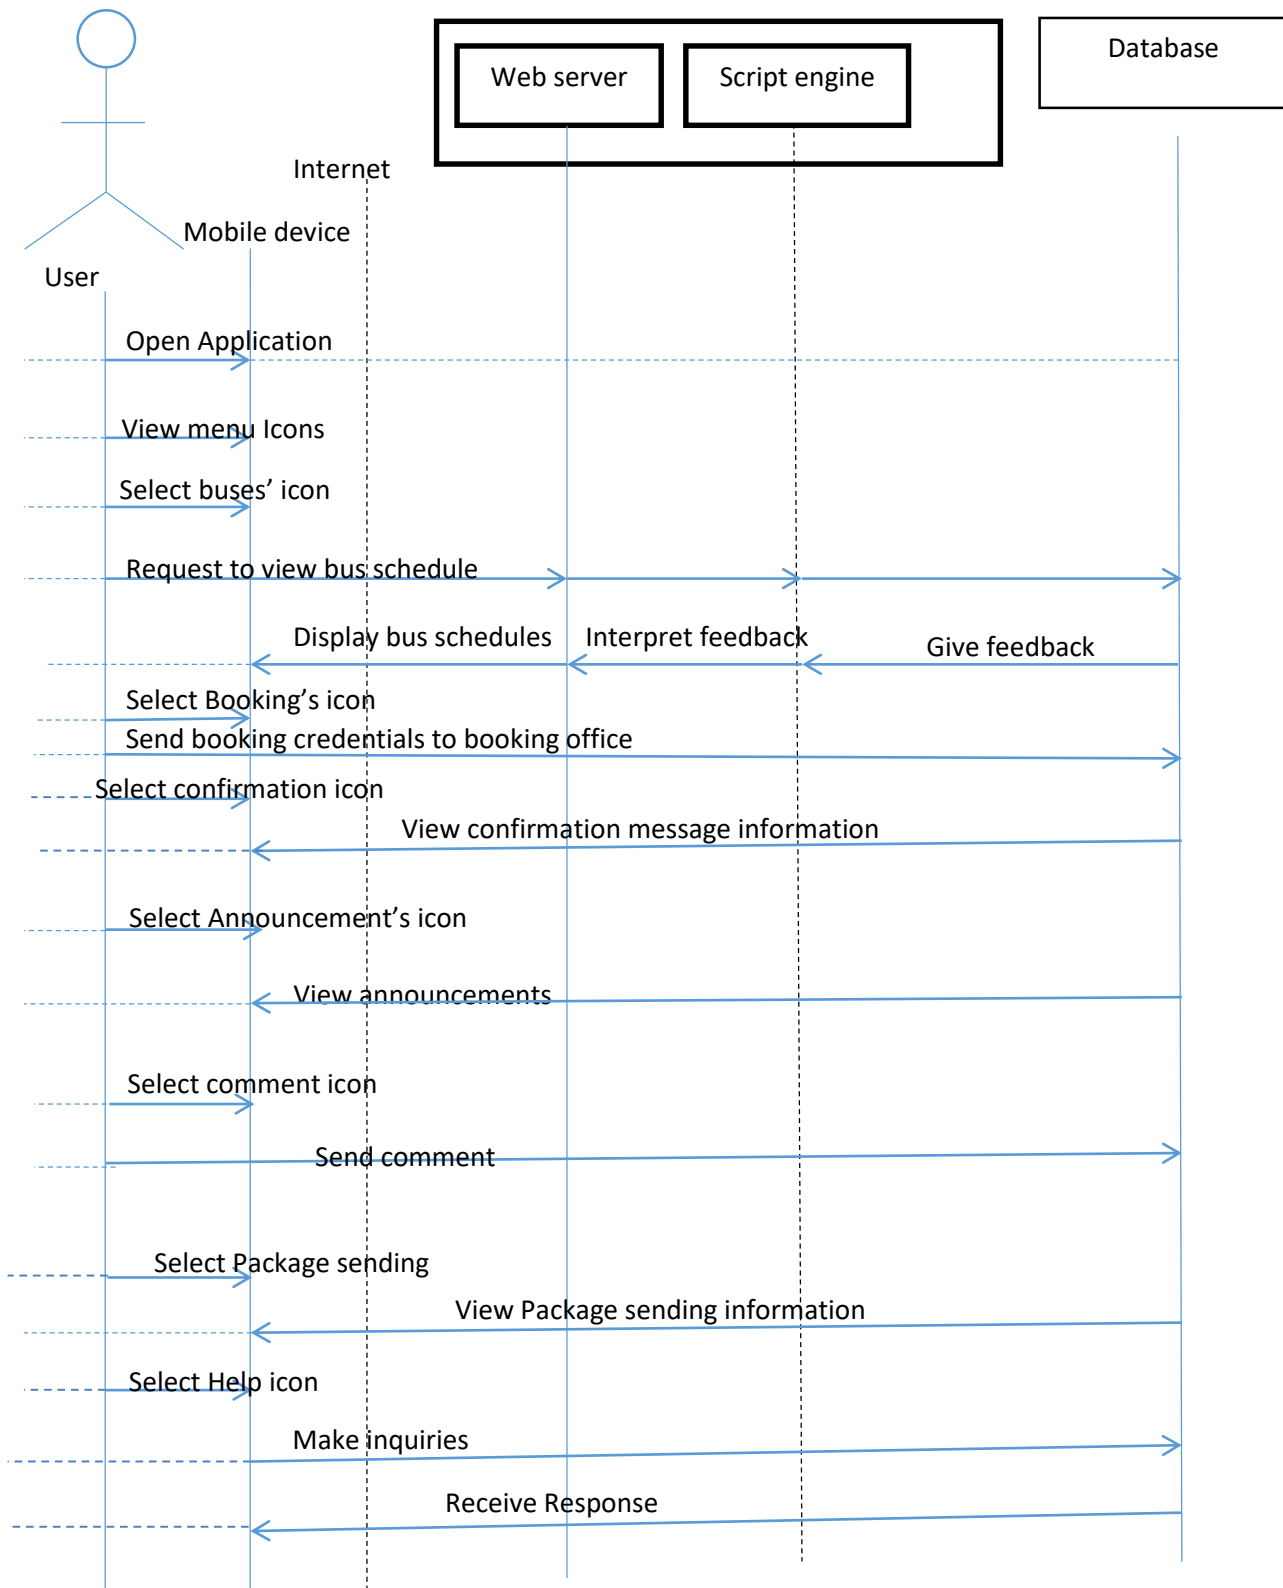 Web server
Script engine
Database
Internet
Mobile device
User
Open Application
View menu Icons
Select buses’ icon
Request to view bus schedule
Display bus schedules
Interpret feedback
Give feedback
Select Booking’s icon
Send booking credentials to booking office
Select confirmation icon
View confirmation message information
Select Announcement’s icon
View announcements
Select comment icon
Send comment
Select Package sending
View Package sending information
Select Help icon
Make inquiries
Receive Response